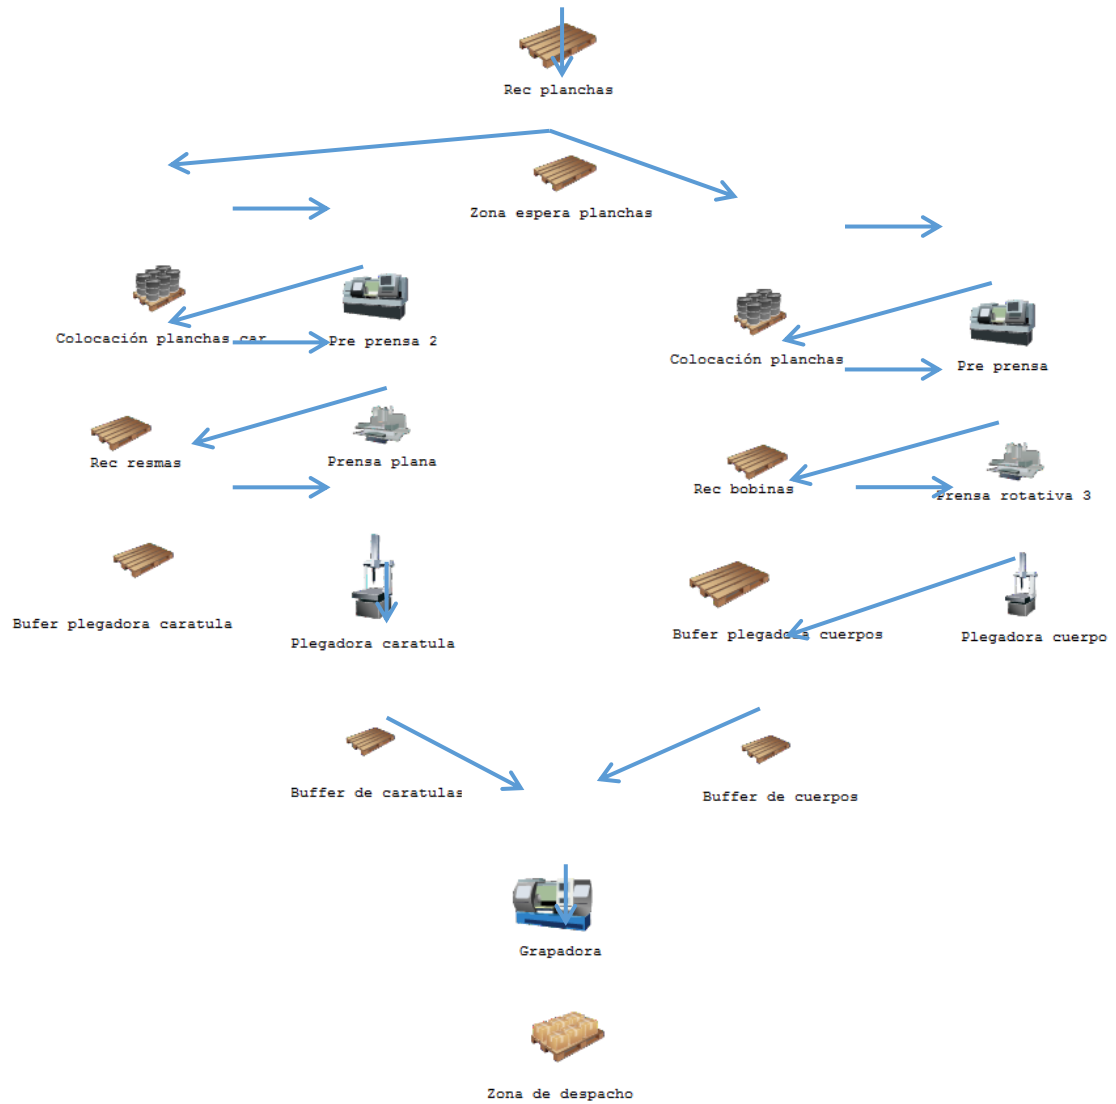 Rec planchas
Zona espera planchas
Colocación planchas car
Pre prensa 2
Colocación planchas
Pre prensa
Rec resmas
Prensa plana
Rec bobinas
Prensa rotativa 3
Bufer plegadora caratula
Plegadora caratula
Bufer plegadora cuerpos
Plegadora cuerpo
Buffer de caratulas
Buffer de cuerpos
Grapadora
Zona de despacho